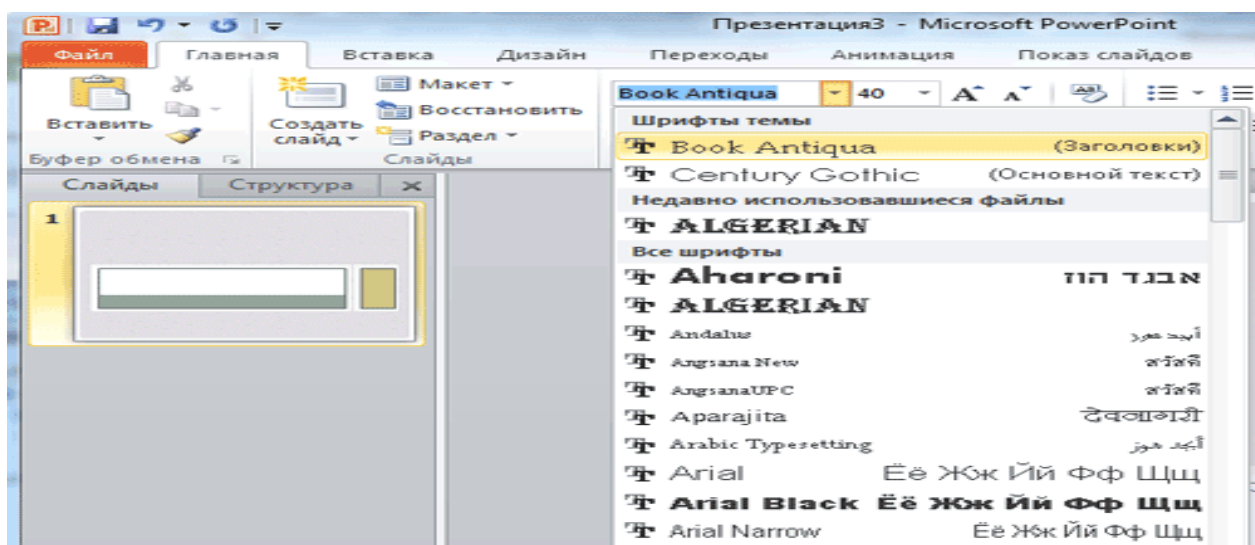 Презентация3 - Microsoft PowerPoint
Файл Главная Вставка Дизайн Переходы Анимация Показ слайдов
Вставить
Буфер обмена
Создать слайд
Макет
Восстановить
Раздел
Слайды
Book Antiqua 40
Слайды Структура
1
Шрифты темы
Book Antiqua (Заголовки)
Century Gothic (Основной текст)
Недавно использовавшиеся файлы
ALGERIAN
Все шрифты
Aharoni אבגד הוז
ALGERIAN
Andalus أبجد هوز
Angsana New สวัสดี
AngsanaUPC สวัสดี
Aparajita देवनागरी
Arabic Typesetting أبجد هوز
Arial Ёё Жж Йй Фф Щщ
Arial Black Ёё Жж Йй Фф Щщ
Arial Narrow Ёё Жж Йй Фф Щщ